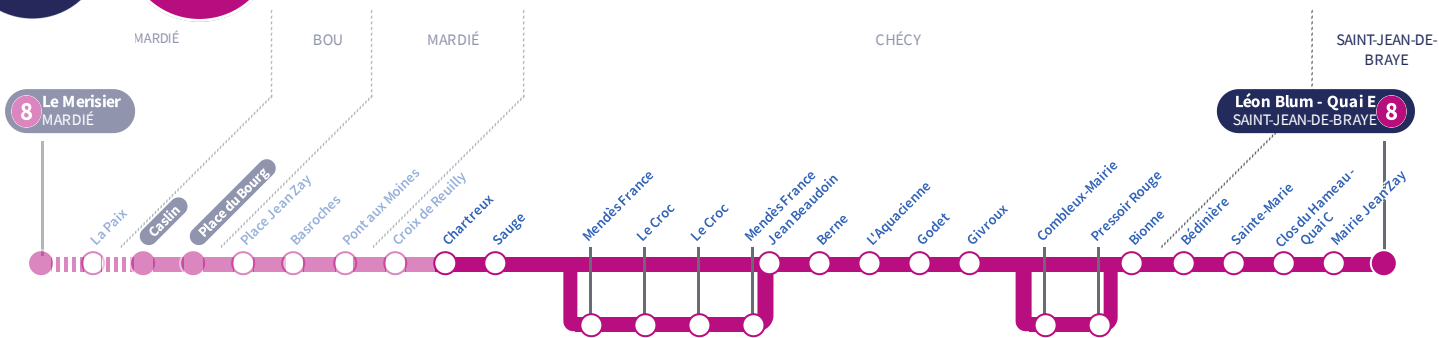 MARDIÉ
BOU
MARDIÉ
CHÉCY
SAINT-JEAN-DE-
BRAYE
8
Le Merisier
MARDIÉ
Léon Blum - Quai E
SAINT-JEAN-DE-BRAYE
8
La Paix
Caslin
Place du Bourg
Place Jean Zay
Basroches
Pont aux Moines
Croix de Reuilly
Chartreux
Sauge
Mendès France
Le Croc
Le Croc
Mendès France
Jean Beaudoin
Berne
L'Aquacienne
Godet
Givroux
Combleux-Mairie
Pressoir Rouge
Bionne
Bédinière
Sainte-Marie
Clos du Hameau-
Quai C
Mairie Jean Zay